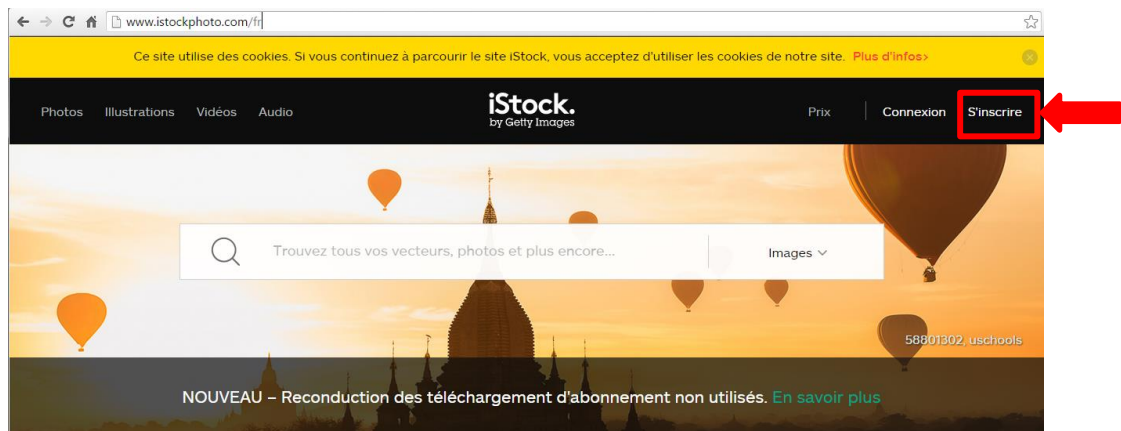 www.istockphoto.com/fr
Ce site utilise des cookies. Si vous continuez à parcourir le site iStock, vous acceptez d'utiliser les cookies de notre site. Plus d'infos>
Photos Illustrations Vidéos Audio iStock. Prix Connexion S'inscrire
by Getty Images
Trouvez tous vos vecteurs, photos et plus encore... Images
58801302, uschools
NOUVEAU – Reconduction des téléchargement d'abonnement non utilisés. En savoir plus